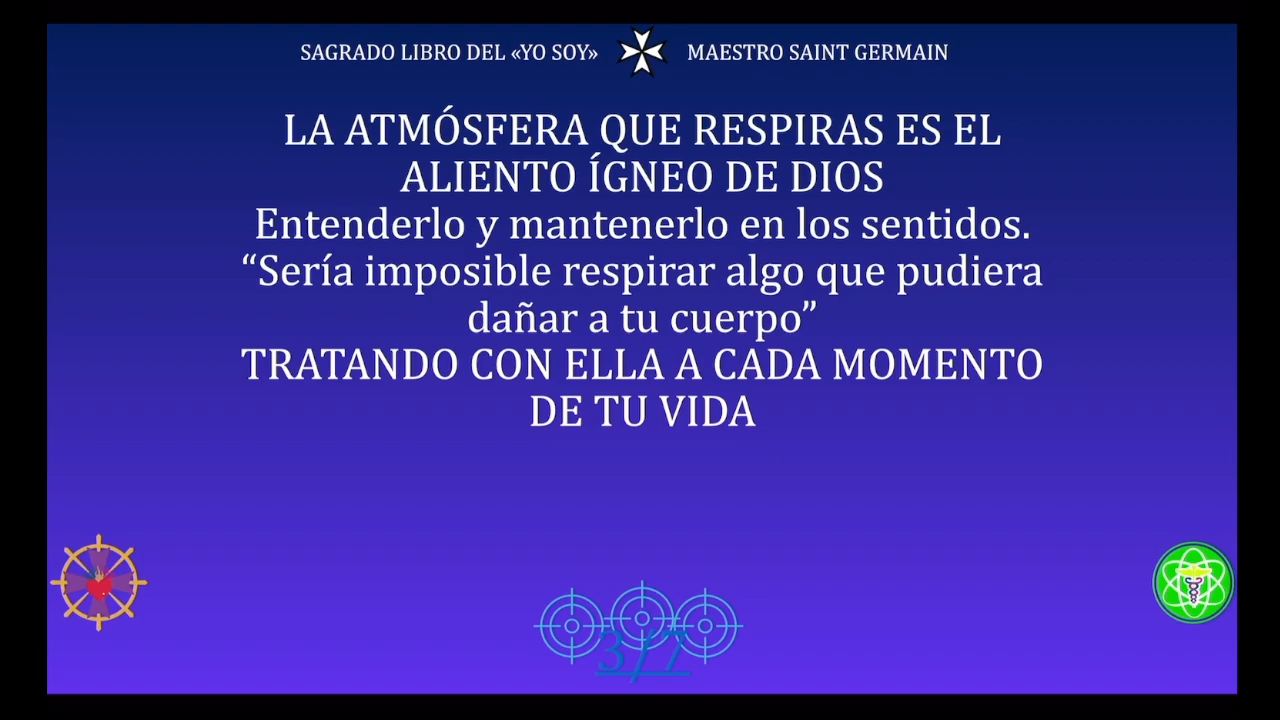 SAGRADO LIBRO DEL «YO SOY» MAESTRO SAINT GERMAIN
LA ATMÓSFERA QUE RESPIRAS ES EL
ALIENTO ÍGNEO DE DIOS
Entenderlo y mantenerlo en los sentidos.
“Sería imposible respirar algo que pudiera
dañar a tu cuerpo”
TRATANDO CON ELLA A CADA MOMENTO
DE TU VIDA
3/7